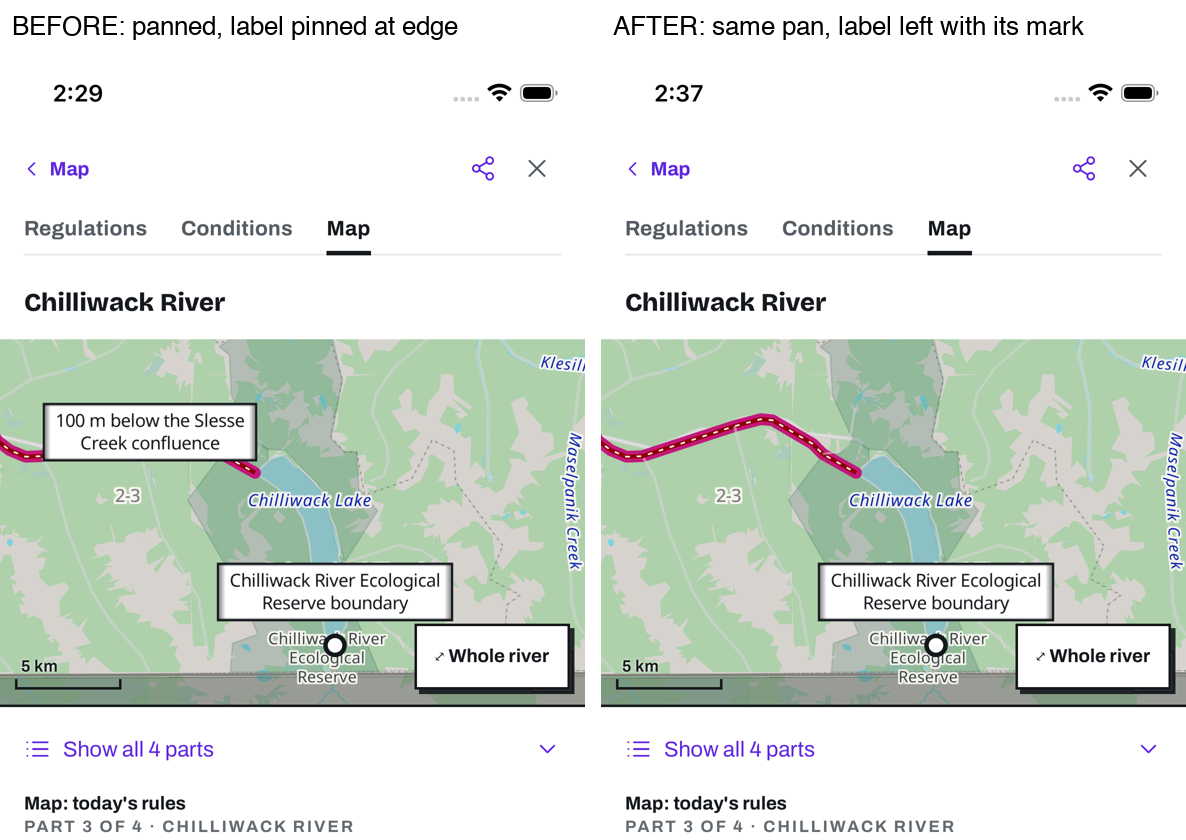 BEFORE: panned, label pinned at edge
2:29
Map
Regulations Conditions Map
Chilliwack River
Klesil
100 m below the Slesse
Creek confluence
Maselpanik Creek
2-3
Chilliwack Lake
Chilliwack River Ecological
Reserve boundary
Chilliwack River
Ecological
Reserve
5 km
Whole river
Show all 4 parts
Map: today's rules
PART 3 OF 4 · CHILLIWACK RIVER
AFTER: same pan, label left with its mark
2:37
Map
Regulations Conditions Map
Chilliwack River
Klesil
Maselpanik Creek
2-3
Chilliwack Lake
Chilliwack River Ecological
Reserve boundary
Chilliwack River
Ecological
Reserve
5 km
Whole river
Show all 4 parts
Map: today's rules
PART 3 OF 4 · CHILLIWACK RIVER